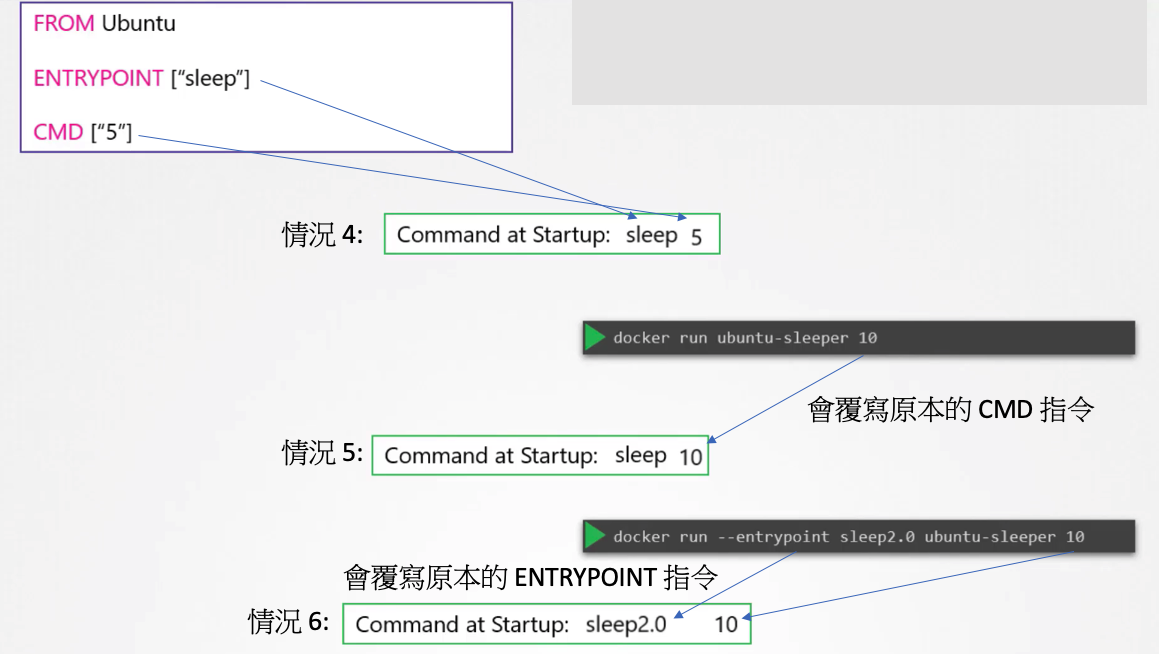 FROM Ubuntu
ENTRYPOINT [“sleep”]
CMD [“5”]
情況 4:
Command at Startup: sleep 5
docker run ubuntu-sleeper 10
會覆寫原本的 CMD 指令
情況 5:
Command at Startup: sleep 10
docker run --entrypoint sleep2.0 ubuntu-sleeper 10
會覆寫原本的 ENTRYPOINT 指令
情況 6:
Command at Startup: sleep2.0 10